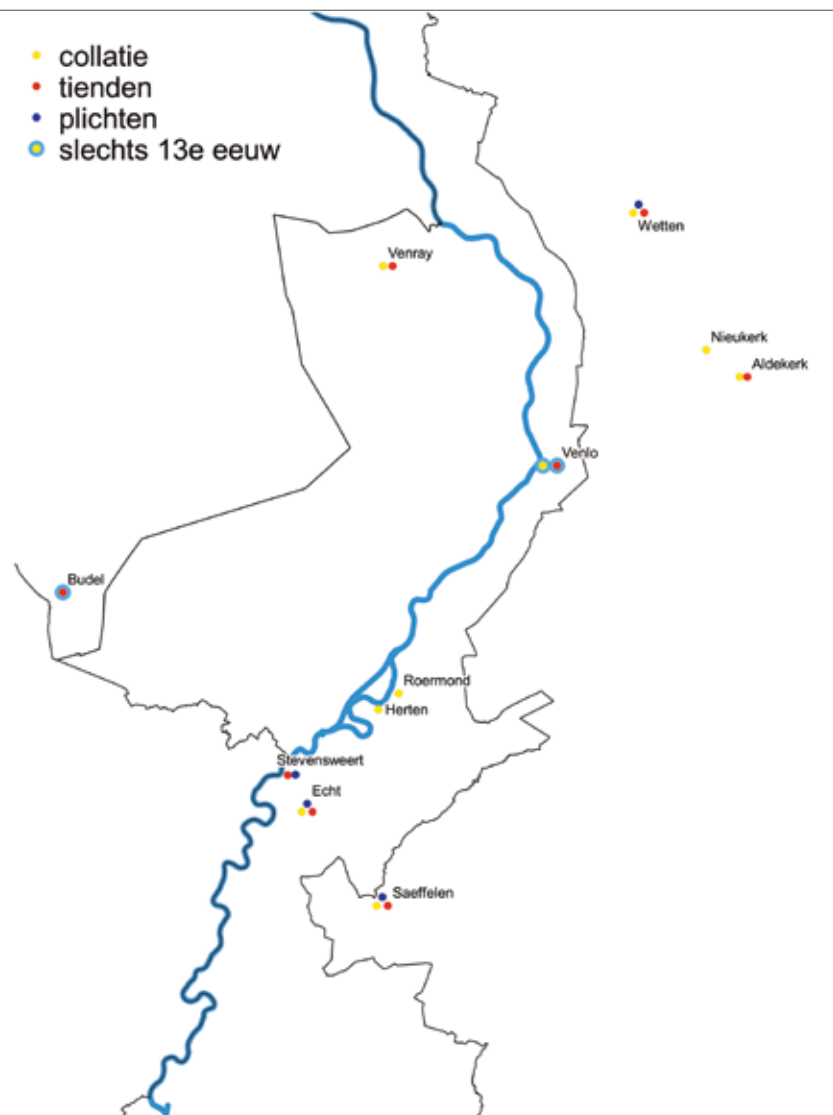 collatie
tienden
plichten
slechts 13e eeuw
Wetten
Venray
Nieukerk
Aldekerk
Venlo
Budel
Roermond
Herten
Stevensweert
Echt
Saeffelen